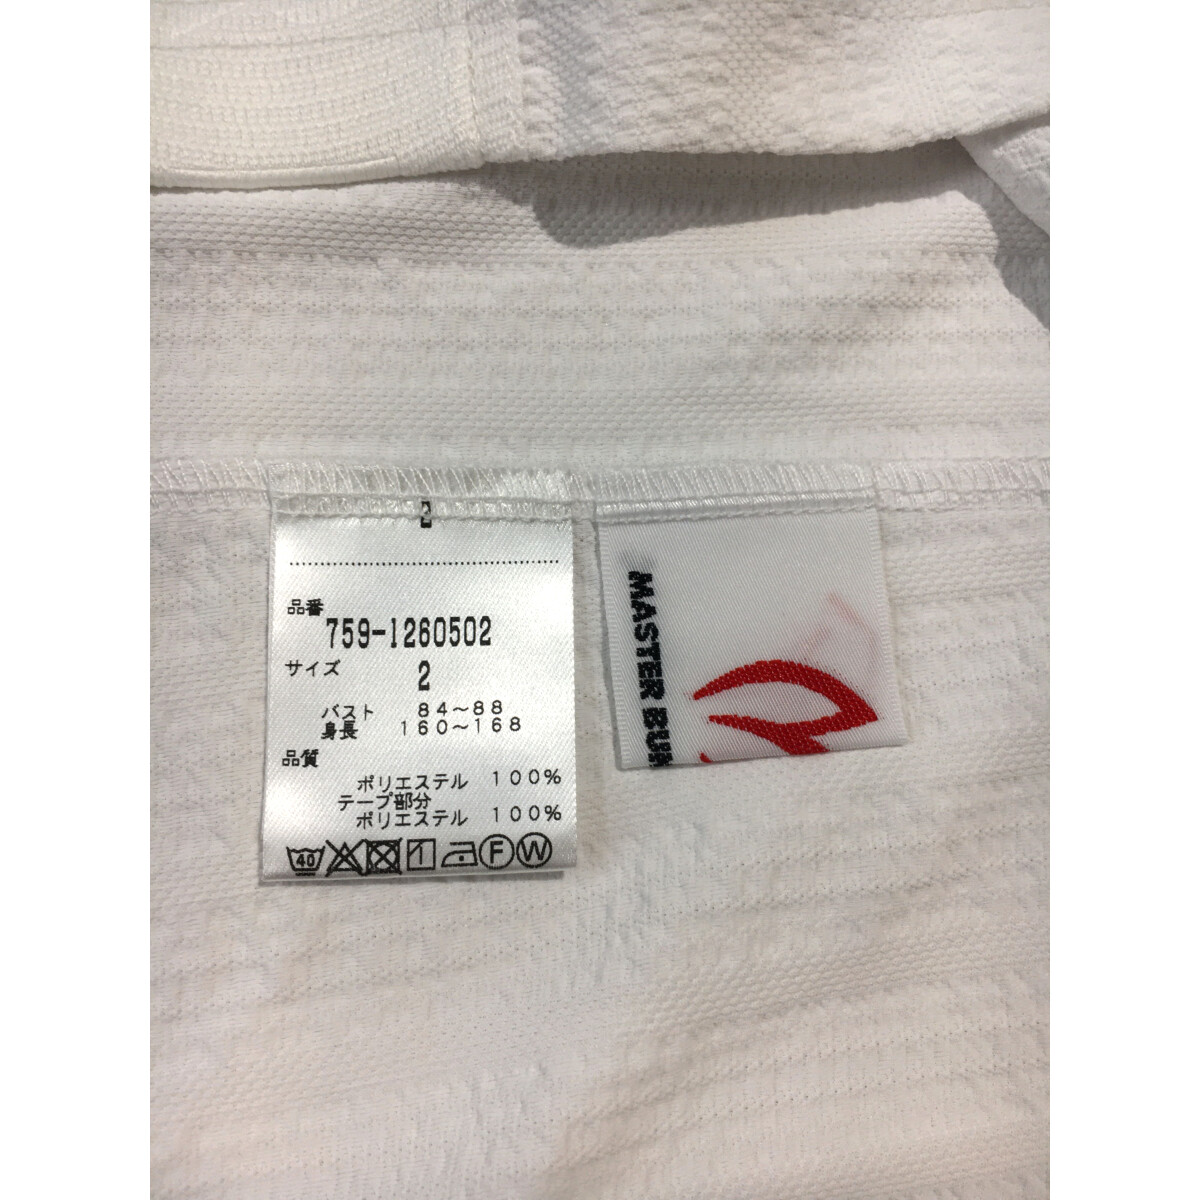 品番
759-1260502
サイズ
2
バスト 84～88
身長 160～168
品質
ポリエステル 100%
テープ部分
ポリエステル 100%
40 1 F W
MASTER BUN